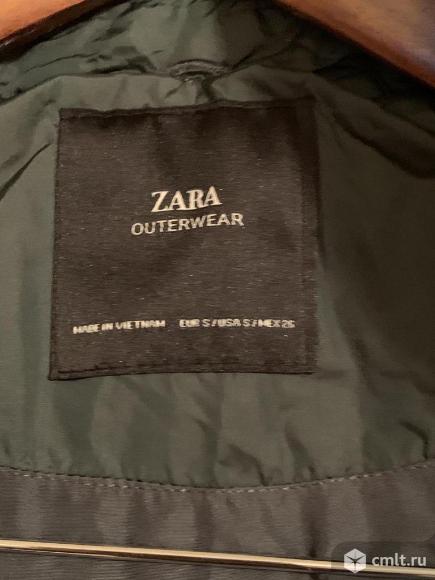 ZARA
OUTERWEAR
MADE IN VIETNAM EUR S / USA S / MEX 26
cmlt.ru